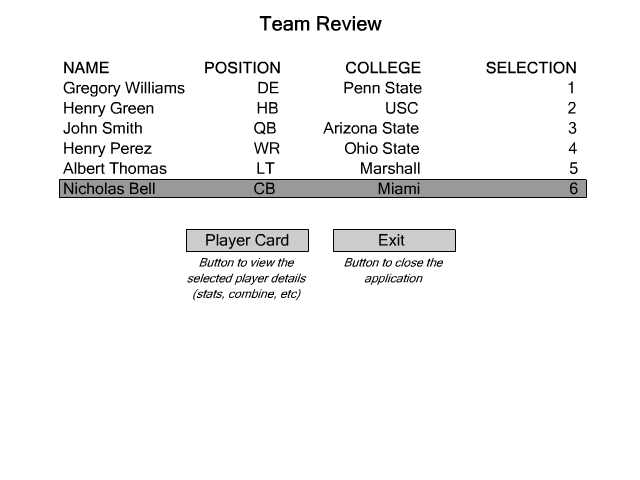 Team Review
NAME POSITION COLLEGE SELECTION
Gregory Williams DE Penn State 1
Henry Green HB USC 2
John Smith QB Arizona State 3
Henry Perez WR Ohio State 4
Albert Thomas LT Marshall 5
Nicholas Bell CB Miami 6
Player Card Exit
Button to view the
selected player details
(stats, combine, etc)
Button to close the
application